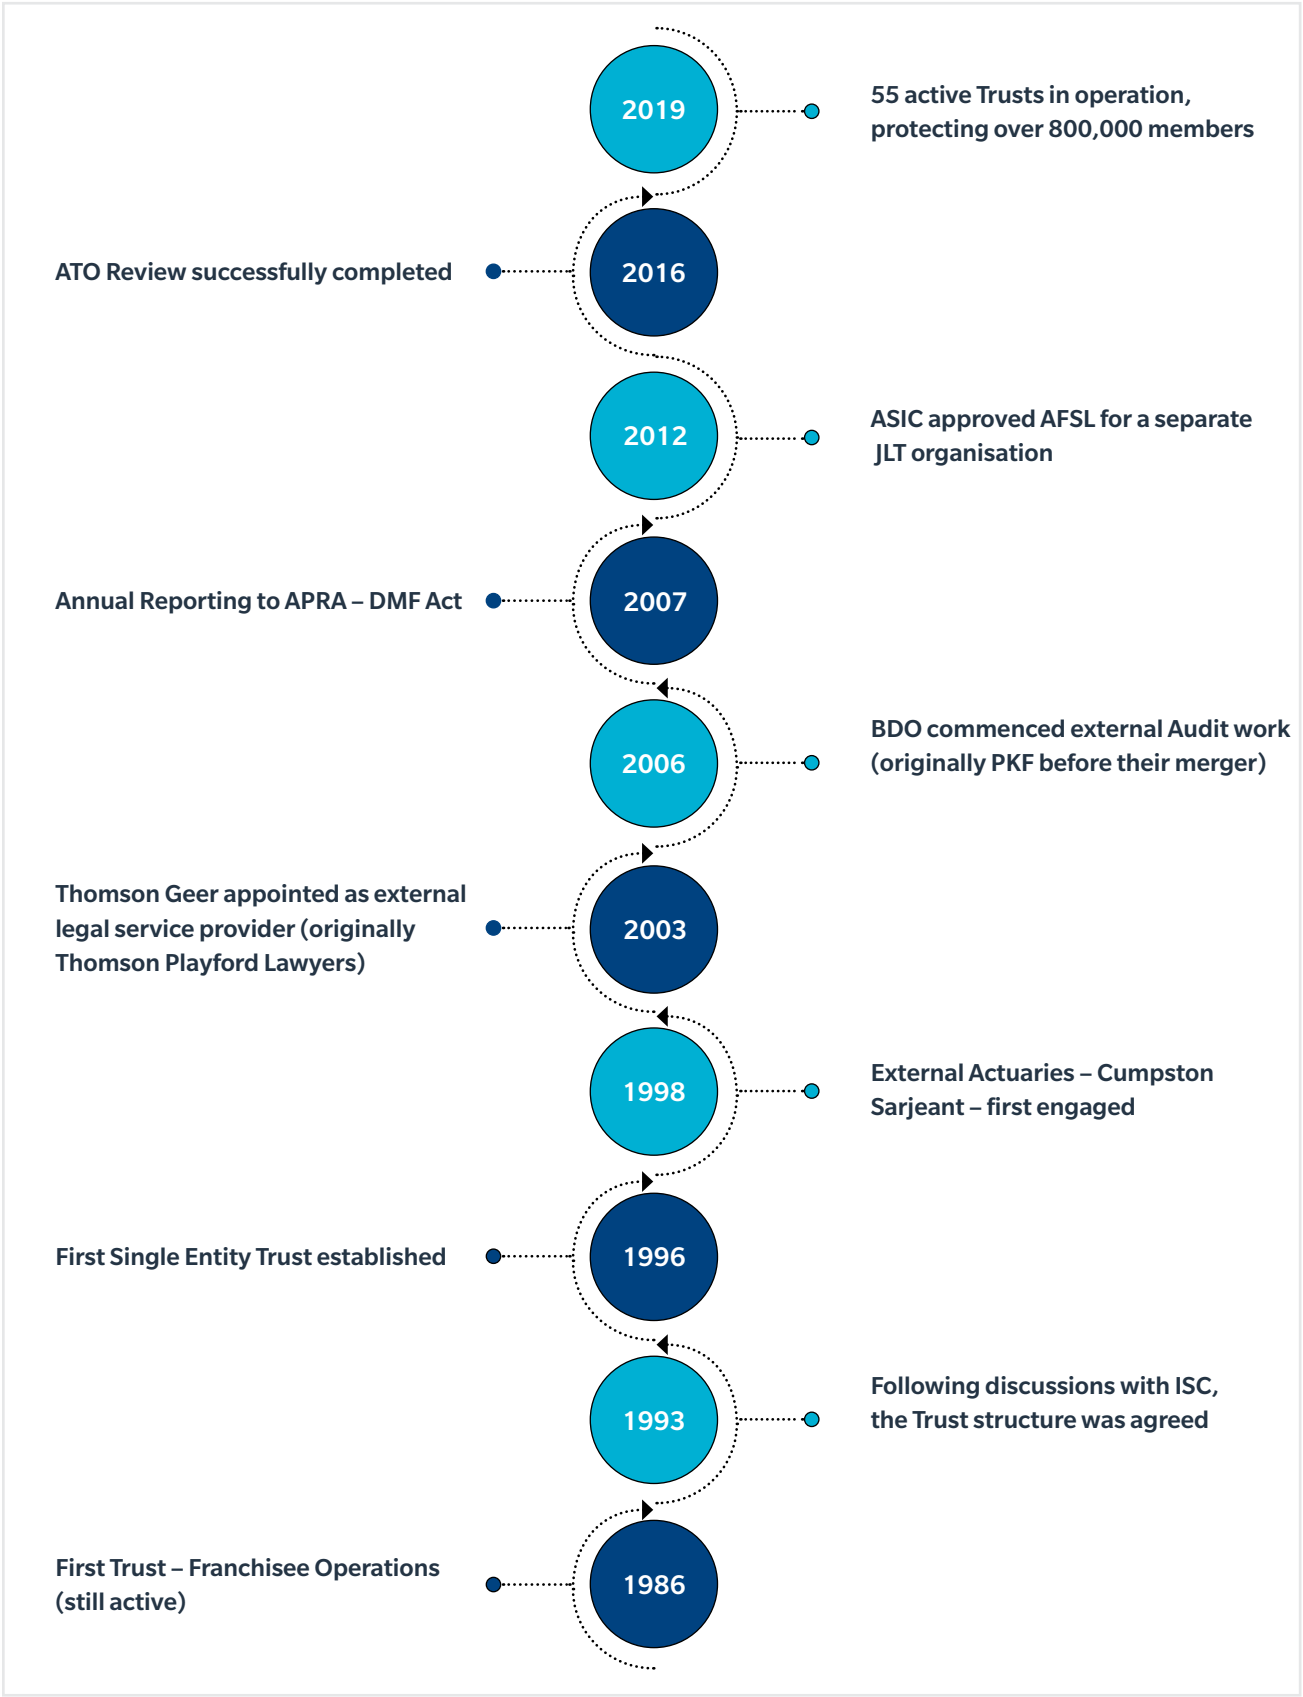 2019
55 active Trusts in operation,
protecting over 800,000 members
ATO Review successfully completed
2016
2012
ASIC approved AFSL for a separate
JLT organisation
Annual Reporting to APRA – DMF Act
2007
2006
BDO commenced external Audit work
(originally PKF before their merger)
Thomson Geer appointed as external
legal service provider (originally
Thomson Playford Lawyers)
2003
1998
External Actuaries – Cumpston
Sarjeant – first engaged
First Single Entity Trust established
1996
1993
Following discussions with ISC,
the Trust structure was agreed
First Trust – Franchisee Operations
(still active)
1986